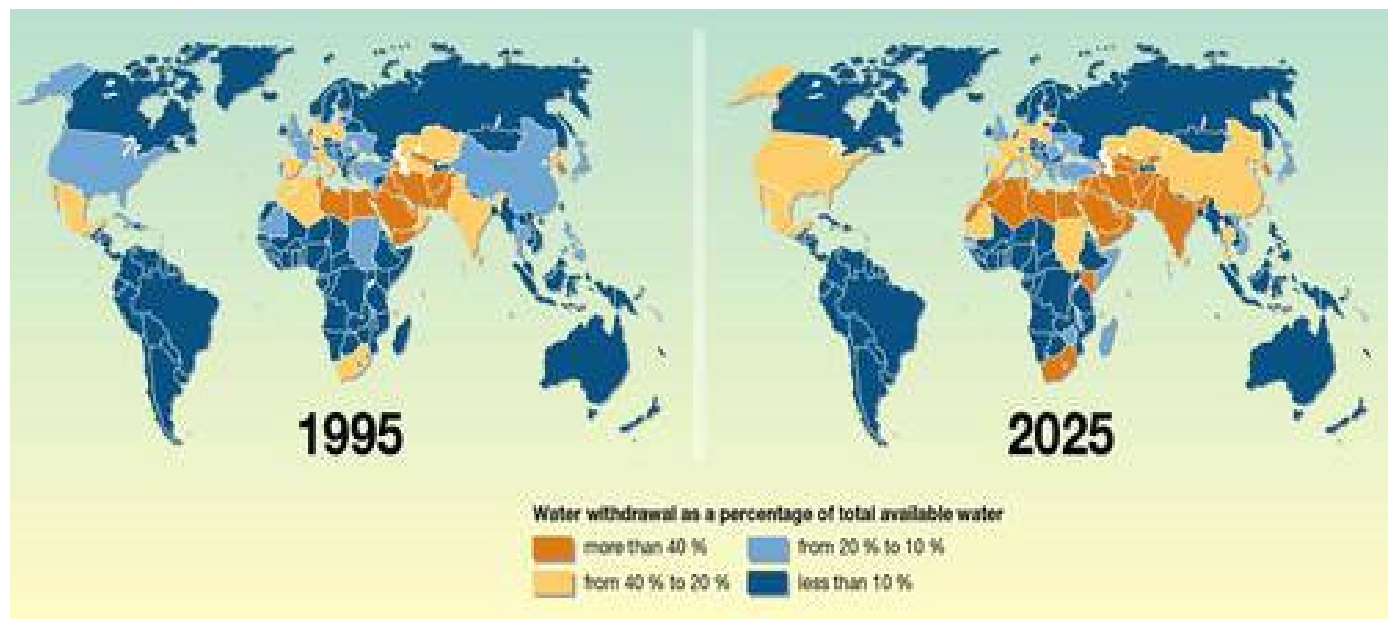 1995
2025
Water withdrawal as a percentage of total available water
more than 40 %
from 20 % to 10 %
from 40 % to 20 %
less than 10 %